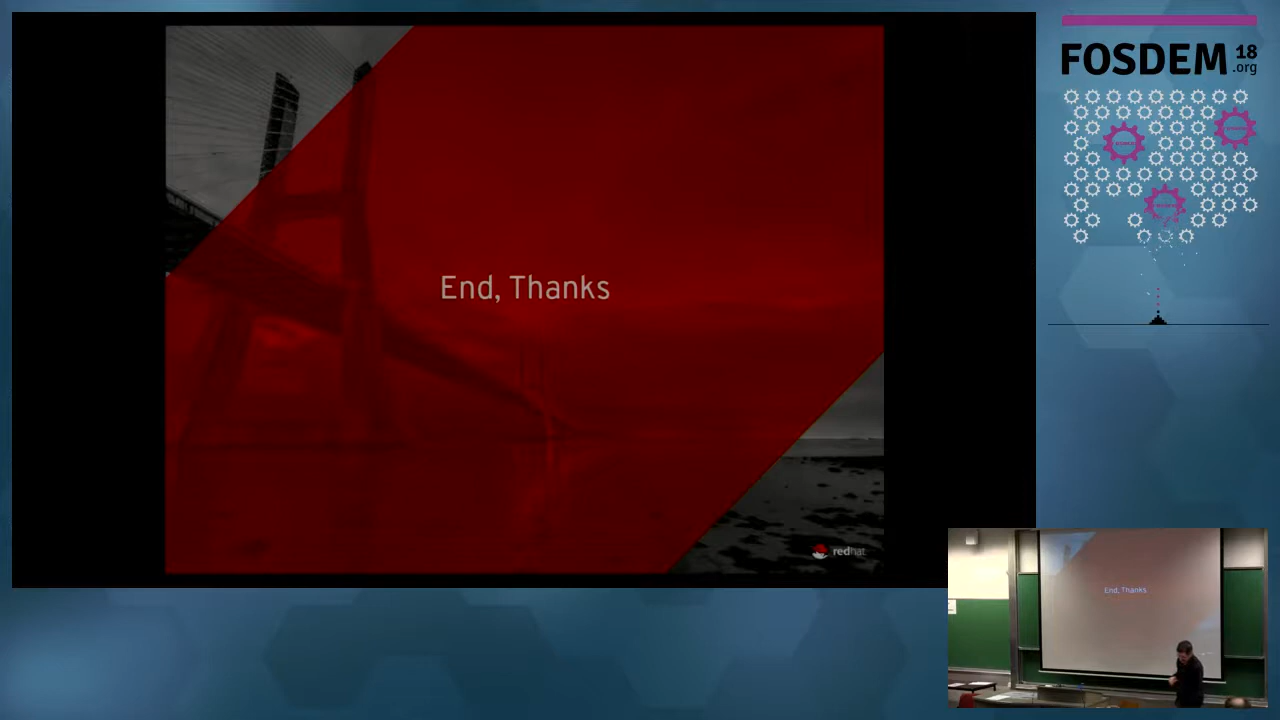 End, Thanks
redhat
FOSDEM 18
.org
End, Thanks